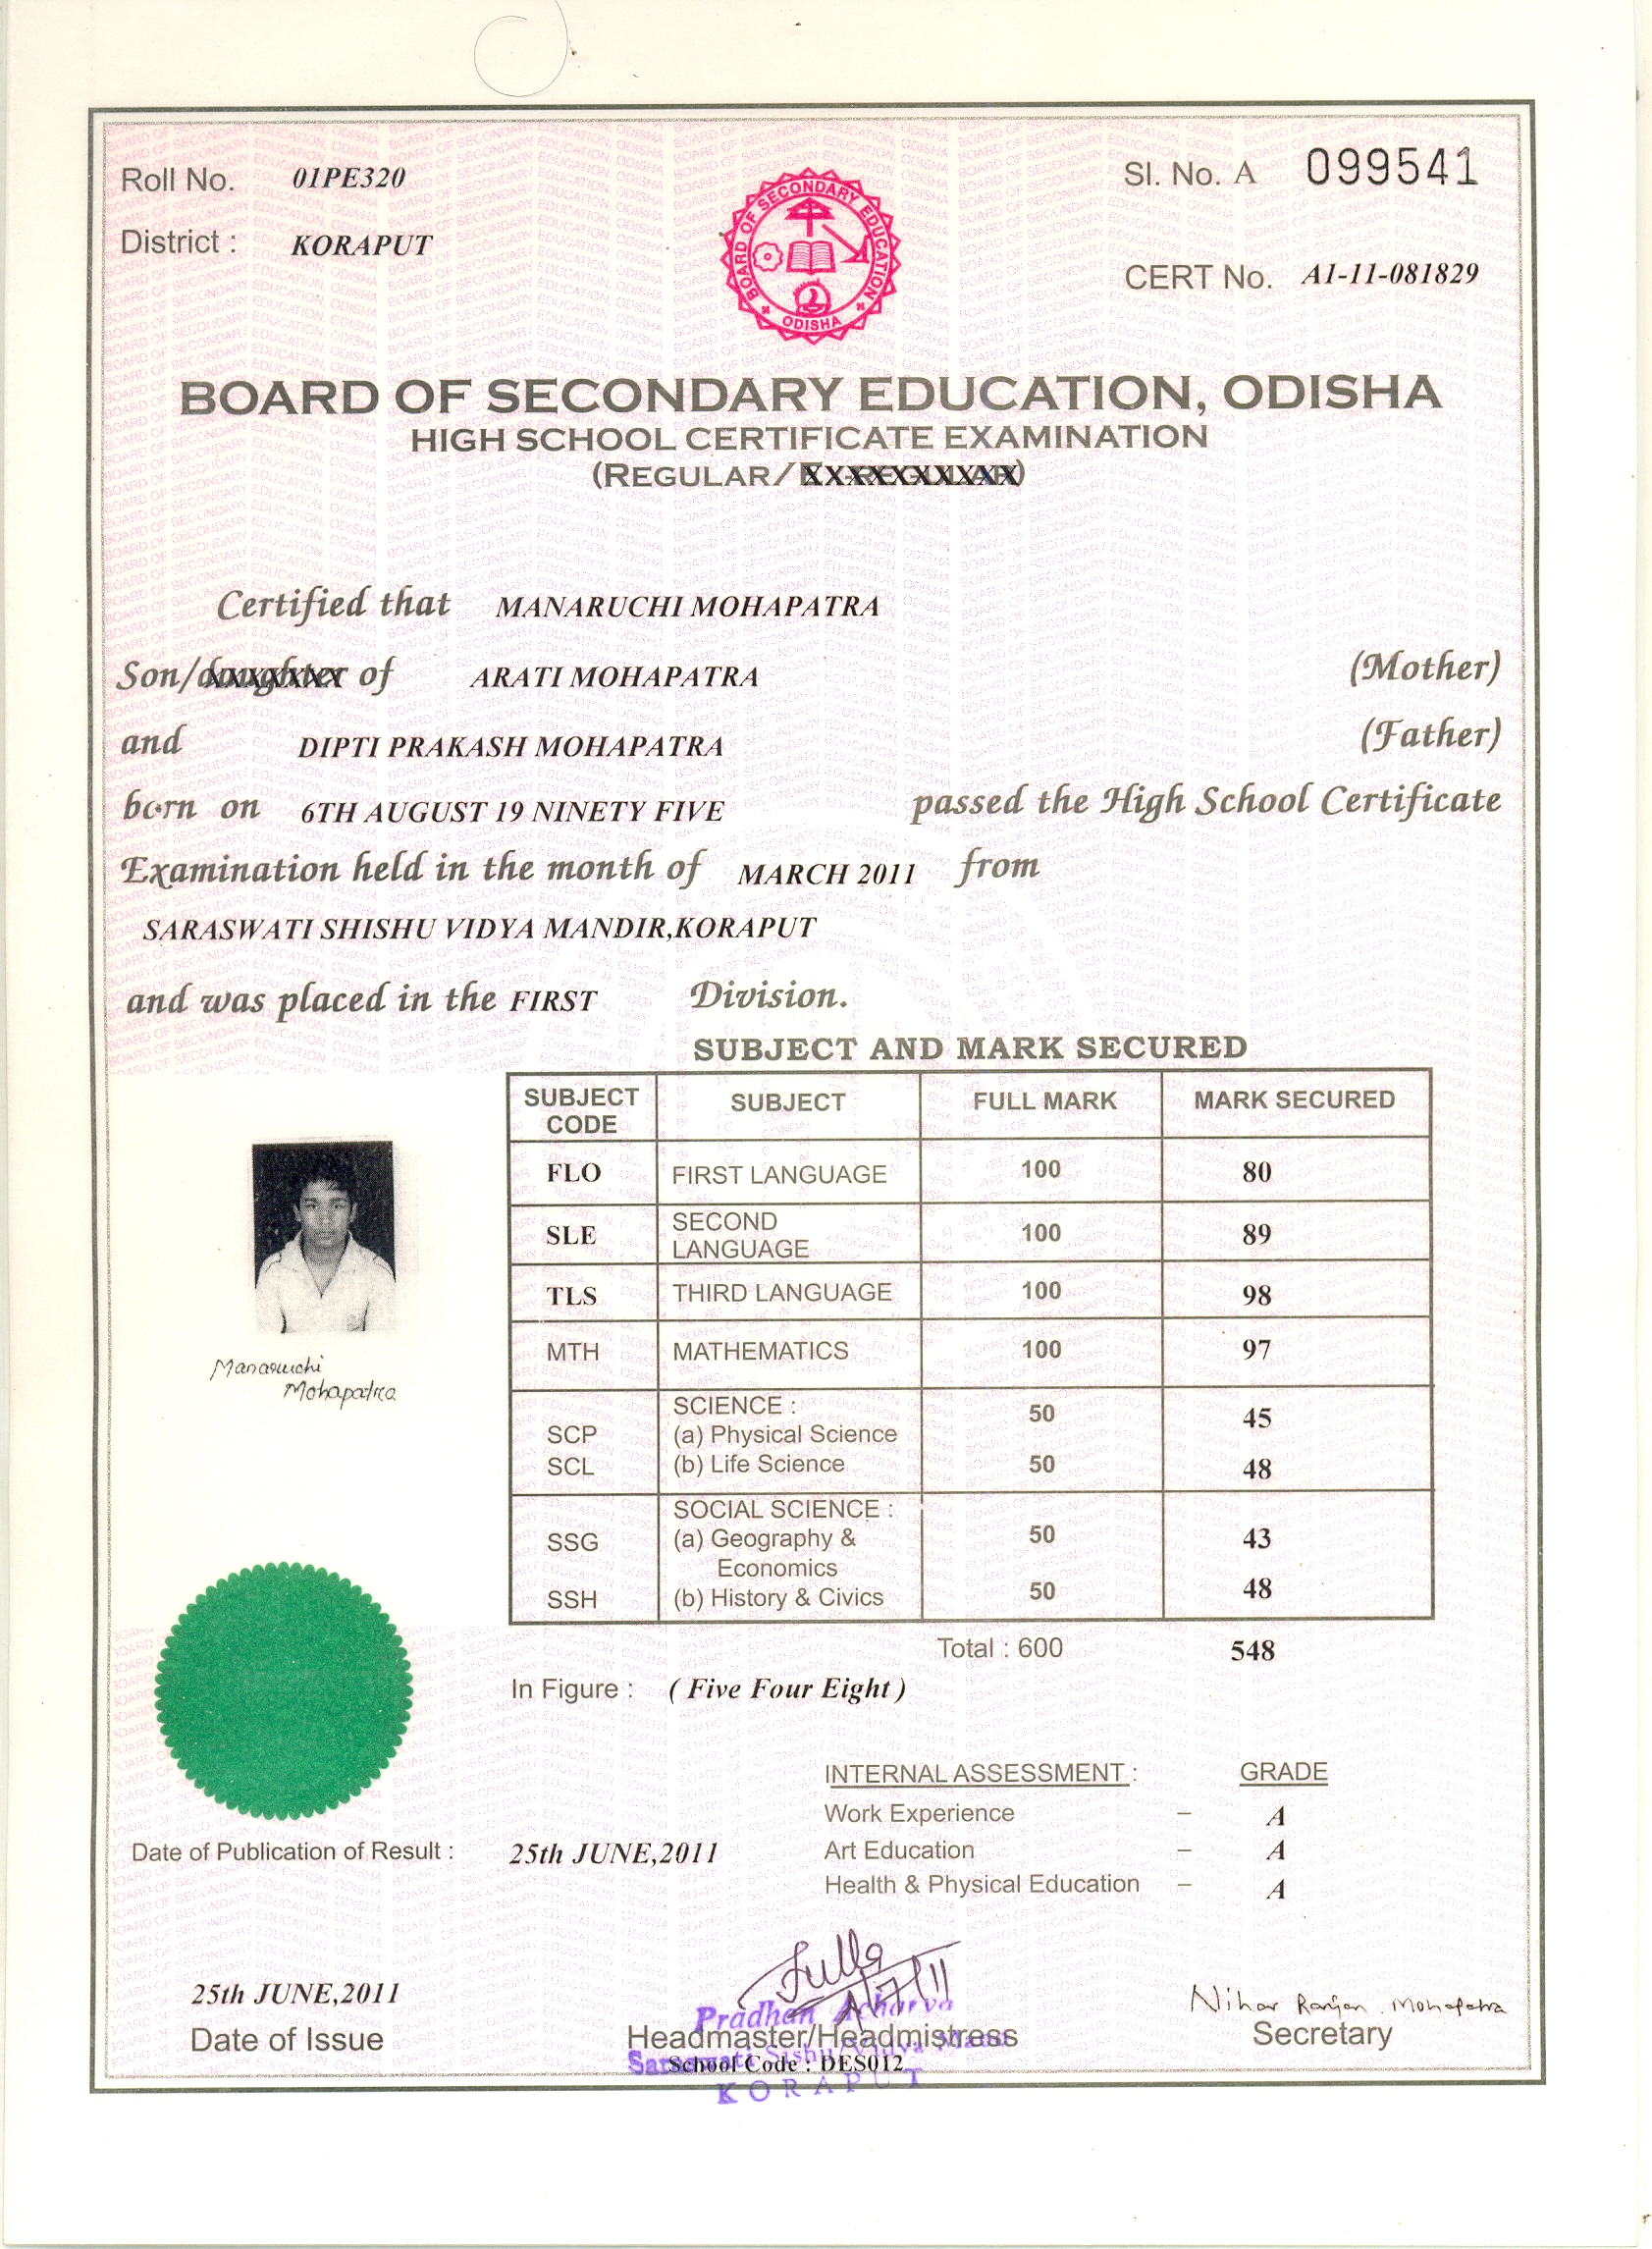 Roll No. 01PE320
Sl. No. A 099541
District : KORAPUT
CERT No. A1-11-081829
BOARD OF SECONDARY EDUCATION
ODISHA
BOARD OF SECONDARY EDUCATION, ODISHA
HIGH SCHOOL CERTIFICATE EXAMINATION
(REGULAR/XXXXXXXXXX)
Certified that MANARUCHI MOHAPATRA
Son/daughter of ARATI MOHAPATRA (Mother)
and DIPTI PRAKASH MOHAPATRA (Father)
born on 6TH AUGUST 19 NINETY FIVE passed the High School Certificate
Examination held in the month of MARCH 2011 from
SARASWATI SHISHU VIDYA MANDIR,KORAPUT
and was placed in the FIRST Division.
SUBJECT AND MARK SECURED
SUBJECT CODE SUBJECT FULL MARK MARK SECURED
FLO FIRST LANGUAGE 100 80
SLE SECOND LANGUAGE 100 89
TLS THIRD LANGUAGE 100 98
MTH MATHEMATICS 100 97
SCIENCE :
SCP (a) Physical Science 50 45
SCL (b) Life Science 50 48
SOCIAL SCIENCE :
SSG (a) Geography & Economics 50 43
SSH (b) History & Civics 50 48
Total : 600 548
In Figure : ( Five Four Eight )
Manaruchi
Mohapatra
INTERNAL ASSESSMENT : GRADE
Work Experience – A
Art Education – A
Health & Physical Education – A
Date of Publication of Result : 25th JUNE,2011
25th JUNE,2011
Date of Issue
Pradhan Acharya
Headmaster/Headmistress
School Code : DES012
KORAPUT
Nihar Ranjan Mohapatra
Secretary